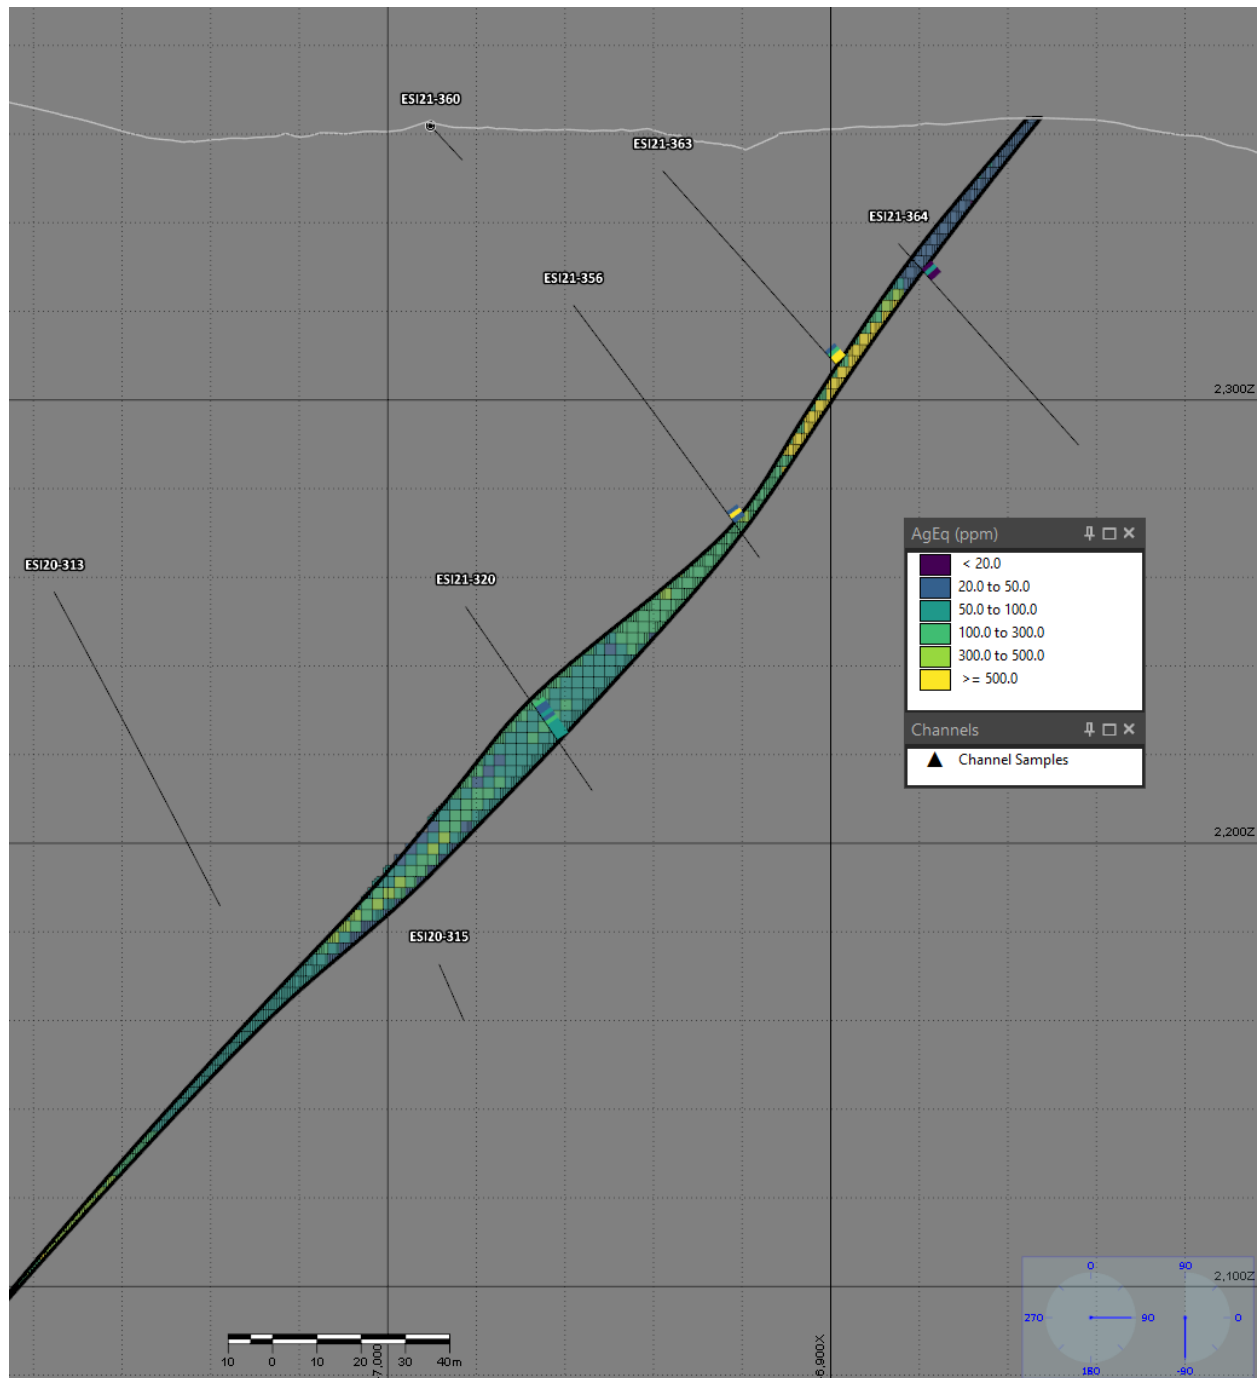 ESI21-360
ESI21-363
ESI21-364
ESI21-356
2,300Z
AgEq (ppm)
< 20.0
20.0 to 50.0
50.0 to 100.0
100.0 to 300.0
300.0 to 500.0
>= 500.0
ESI20-313
ESI21-320
Channels
Channel Samples
2,200Z
ESI20-315
2,100Z
0
90
270
90
0
180
-90
10 0 10 20 30 40m